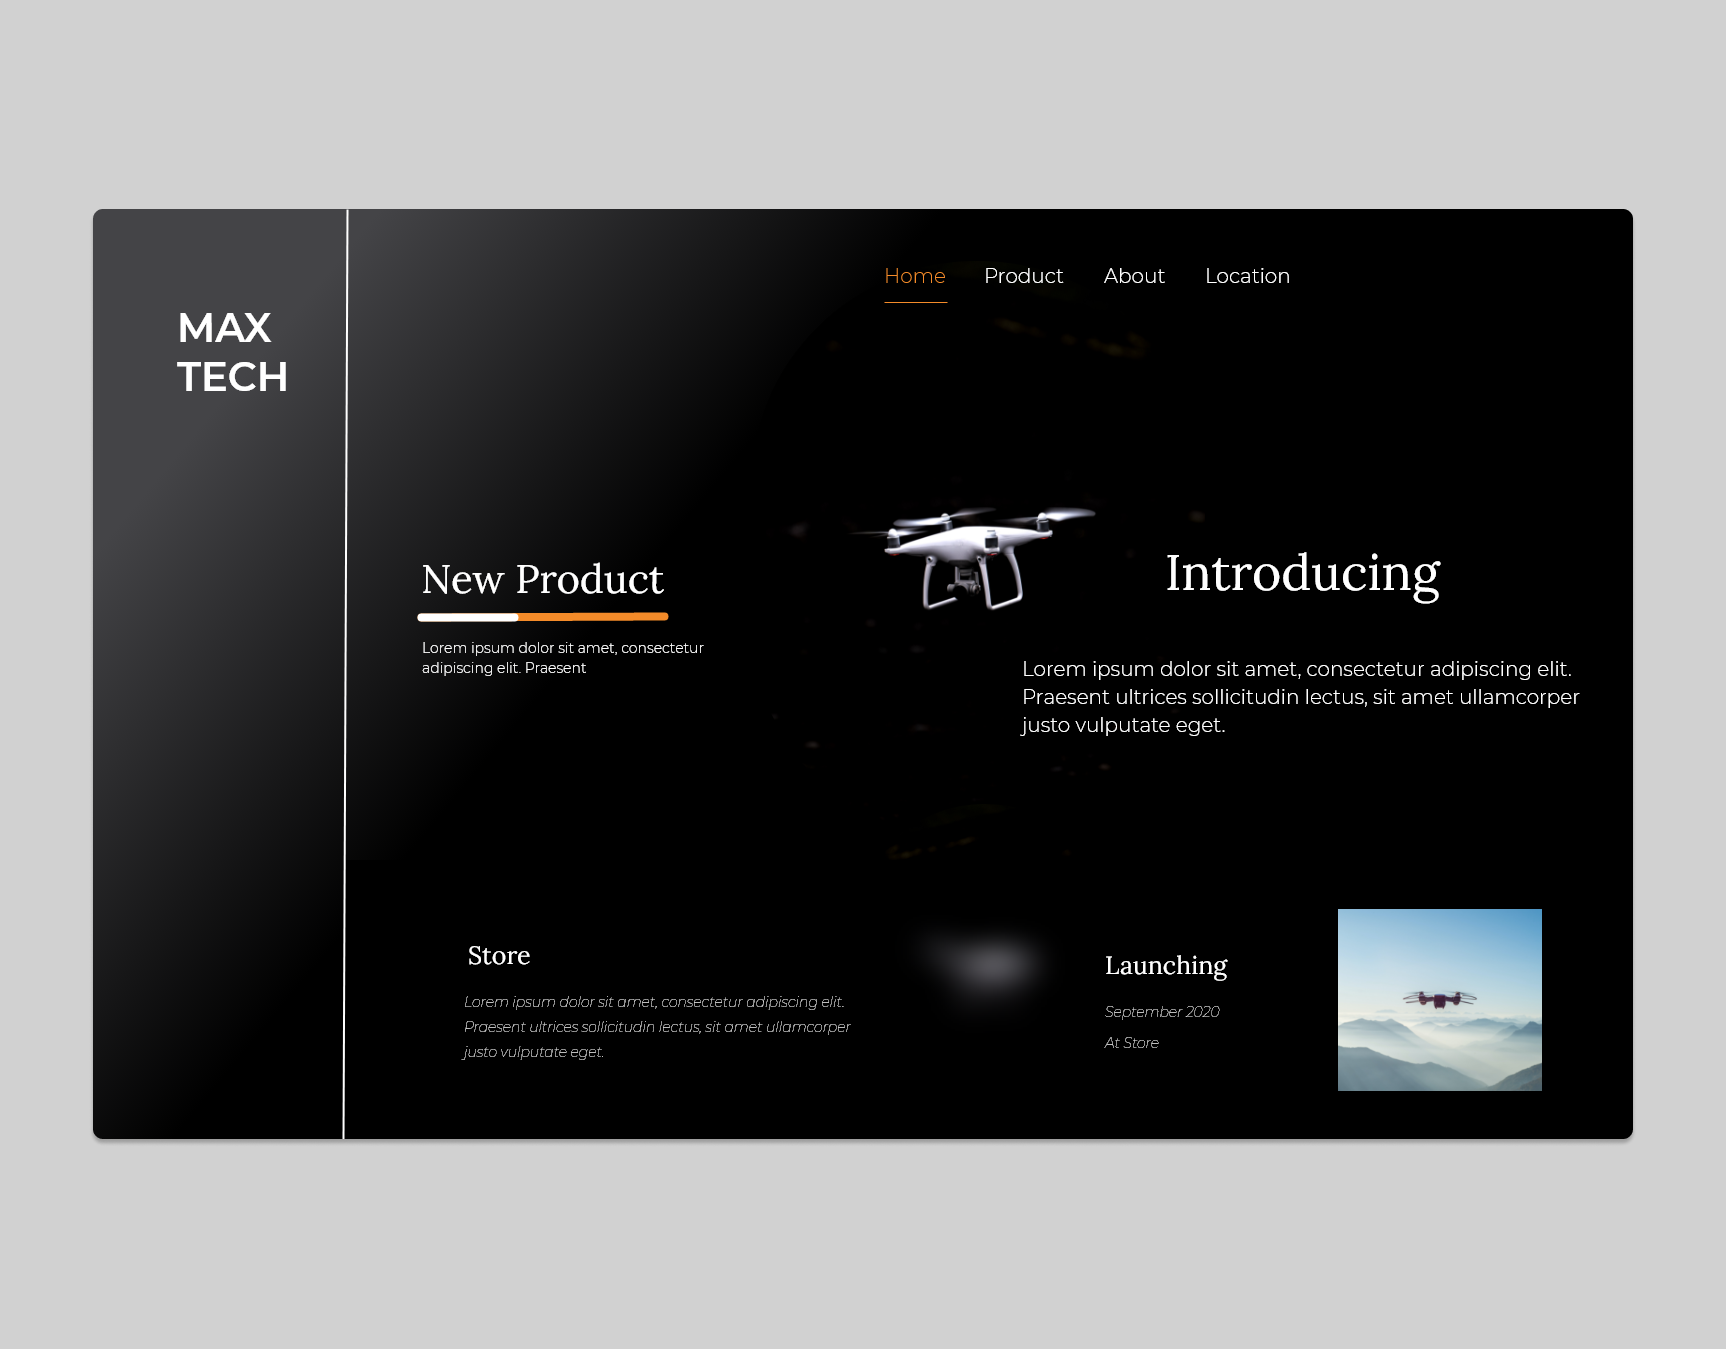 MAX
TECH
Home Product About Location
New Product
Lorem ipsum dolor sit amet, consectetur
adipiscing elit. Praesent
Introducing
Lorem ipsum dolor sit amet, consectetur adipiscing elit.
Praesent ultrices sollicitudin lectus, sit amet ullamcorper
justo vulputate eget.
Store
Lorem ipsum dolor sit amet, consectetur adipiscing elit.
Praesent ultrices sollicitudin lectus, sit amet ullamcorper
justo vulputate eget.
Launching
September 2020
At Store